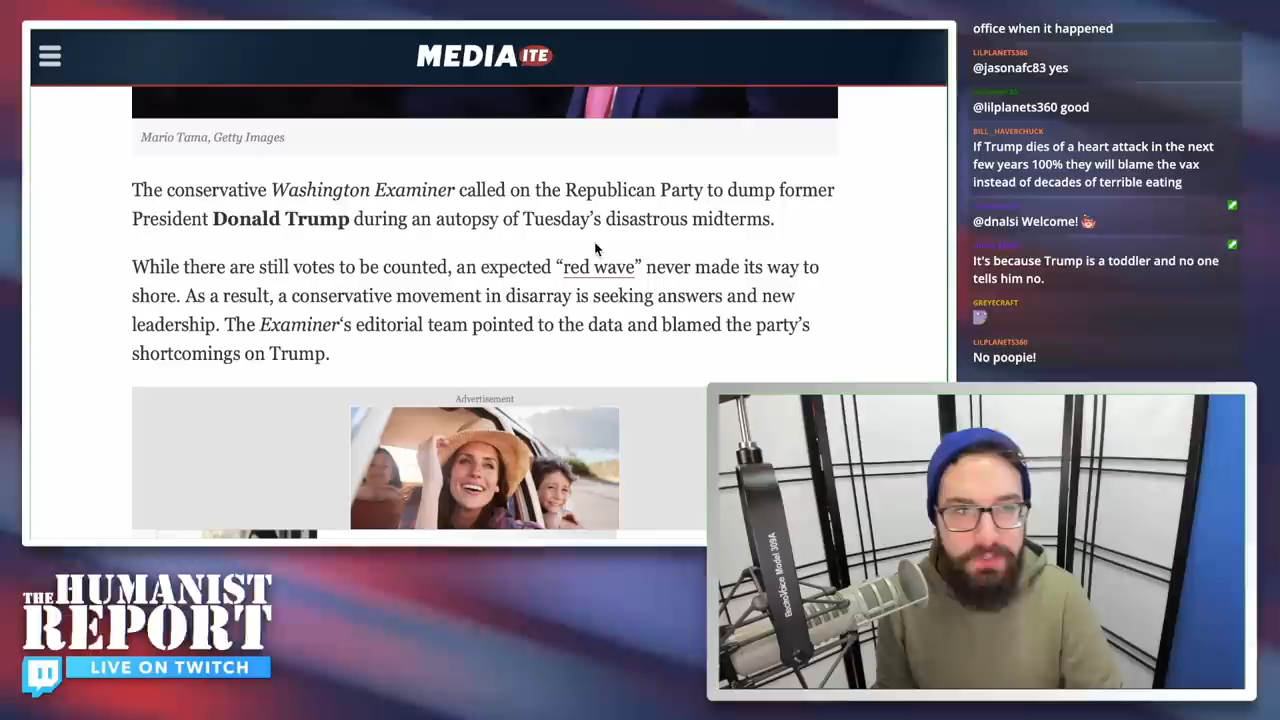 MEDIAITE
Mario Tama, Getty Images
The conservative Washington Examiner called on the Republican Party to dump former
President Donald Trump during an autopsy of Tuesday's disastrous midterms.
While there are still votes to be counted, an expected “red wave” never made its way to
shore. As a result, a conservative movement in disarray is seeking answers and new
leadership. The Examiner‘s editorial team pointed to the data and blamed the party's
shortcomings on Trump.
Advertisement
office when it happened
LILPLANETS360
@jasonafc83 yes
@lilplanets360 good
BILL_HAVERCHUCK
If Trump dies of a heart attack in the next
few years 100% they will blame the vax
instead of decades of terrible eating
@dnalsi Welcome!
It's because Trump is a toddler and no one
tells him no.
GREYECRAFT
LILPLANETS360
No poopie!
ElectroVoice Model 309A
THE HUMANIST
REPORT
LIVE ON TWITCH